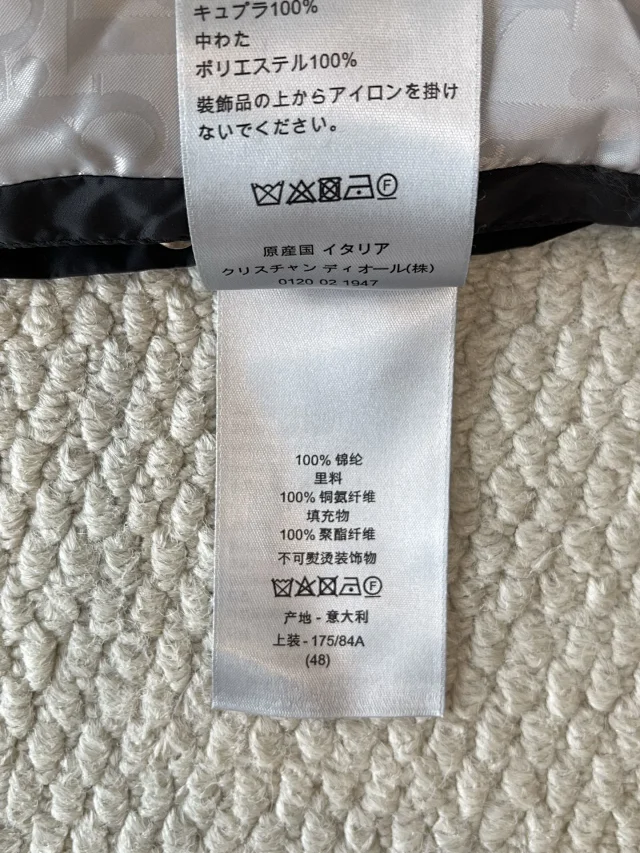 キュプラ100%
中わた
ポリエステル100%
装飾品の上からアイロンを掛け
ないでください。
F
原産国 イタリア
クリスチャン ディオール(株)
0120 02 1947
100% 锦纶
里料
100% 铜氨纤维
填充物
100% 聚酯纤维
不可熨烫装饰物
F
产地 - 意大利
上装 - 175/84A
(48)